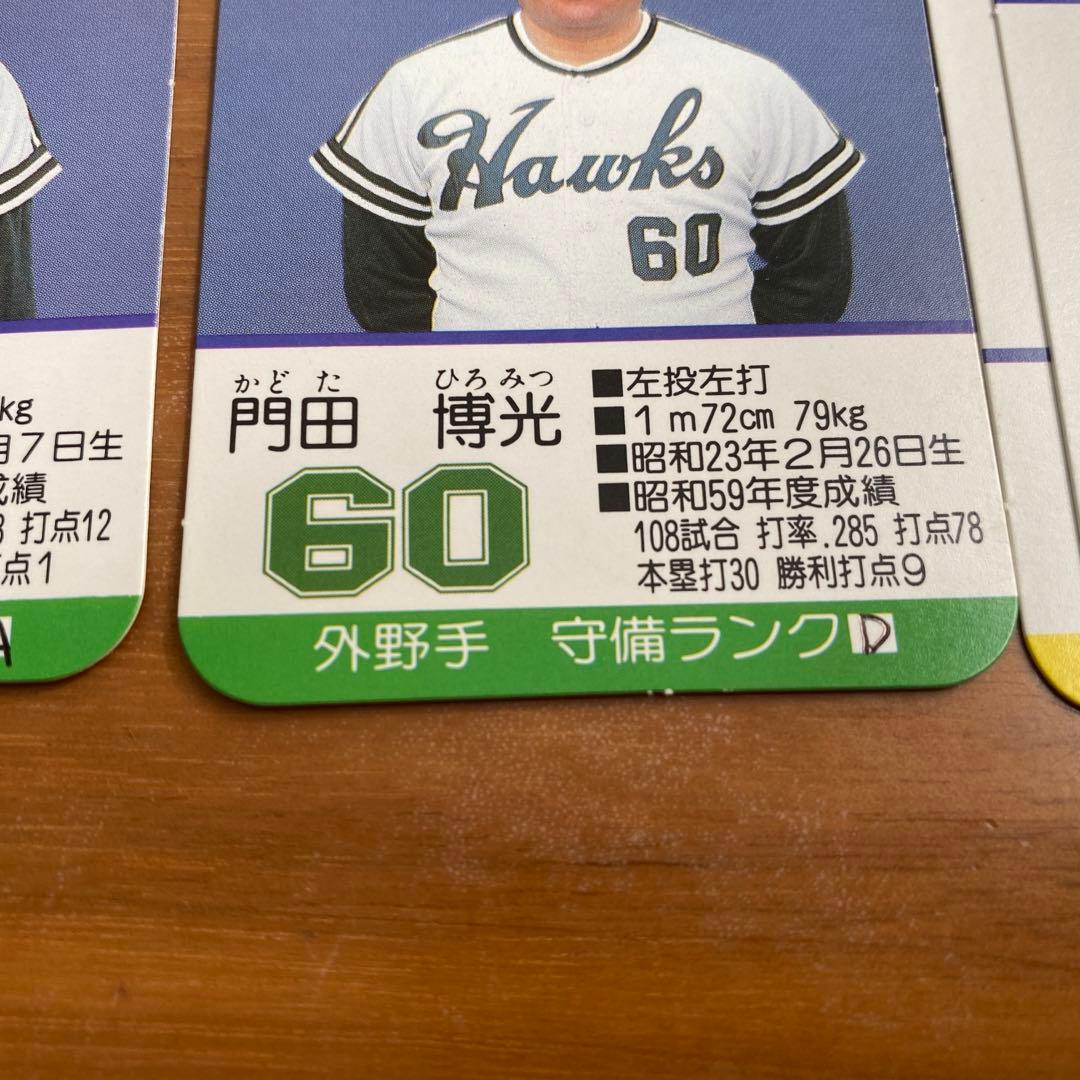 Hawks
60
かどた ひろみつ
門田 博光
60
■左投左打
■1m72cm 79kg
■昭和23年2月26日生
■昭和59年度成績
108試合 打率.285 打点78
本塁打30 勝利打点9
外野手 守備ランクD
kg
月7日生
成績
打点12
点1
A